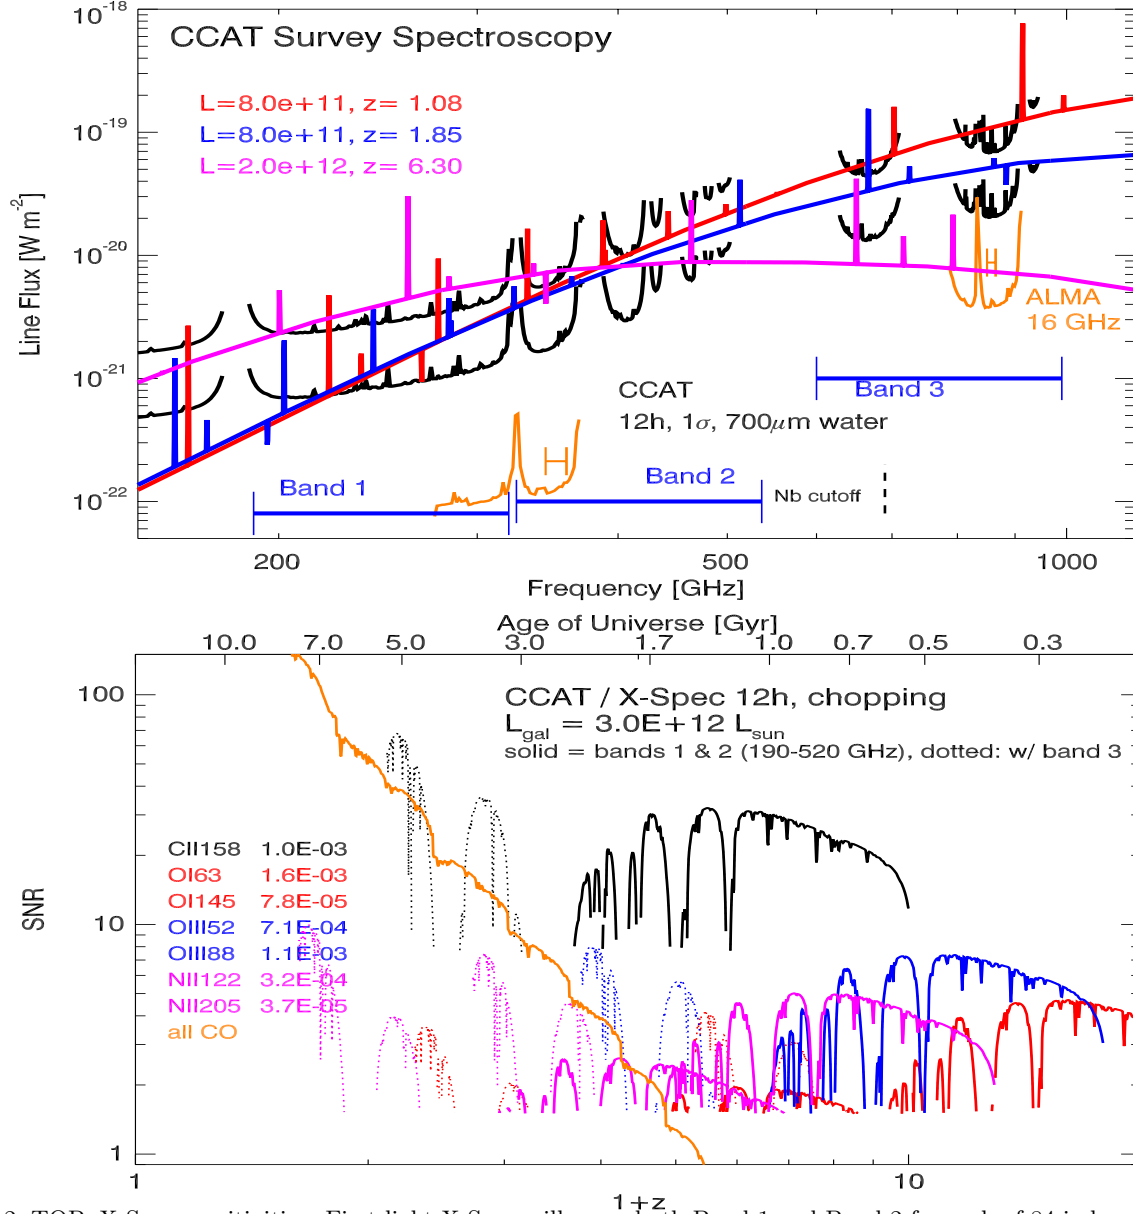 CCAT Survey Spectroscopy
L=8.0e+11, z= 1.08
L=8.0e+11, z= 1.85
L=2.0e+12, z= 6.30
10-18
10-19
10-20
10-21
10-22
Line Flux [W m-2]
ALMA
16 GHz
CCAT
12h, 1σ, 700μm water
Band 3
Band 1
Band 2
Nb cutoff
200
500
1000
Frequency [GHz]
Age of Universe [Gyr]
10.0
7.0
5.0
3.0
1.7
1.0
0.7
0.5
0.3
CCAT / X-Spec 12h, chopping
Lgal = 3.0E+12 Lsun
solid = bands 1 & 2 (190-520 GHz), dotted: w/ band 3
100
10
1
SNR
CII158 1.0E-03
OI63 1.6E-03
OI145 7.8E-05
OIII52 7.1E-04
OIII88 1.1E-03
NII122 3.2E-04
NII205 3.7E-05
all CO
1
10
1+z